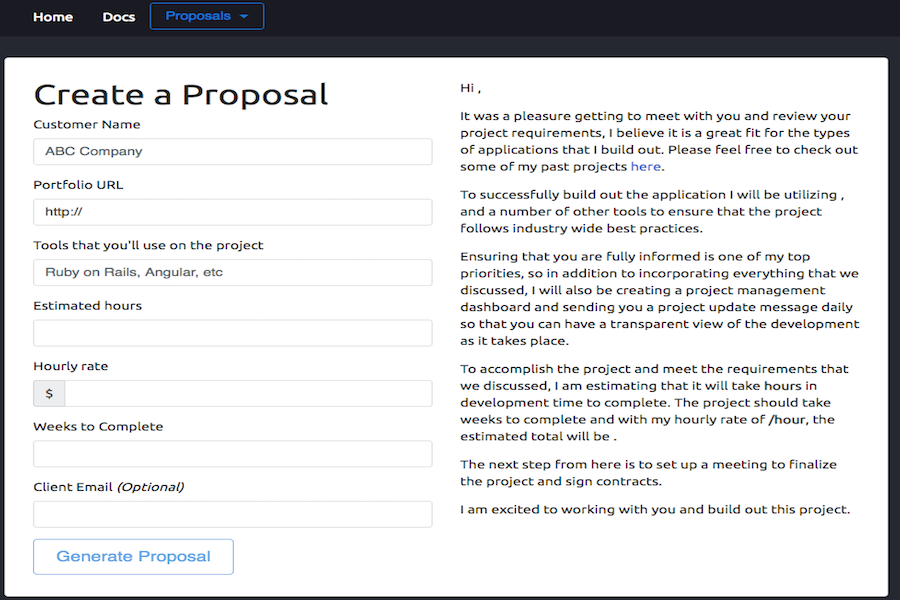 Home Docs Proposals
Create a Proposal
Customer Name
ABC Company
Portfolio URL
http://
Tools that you'll use on the project
Ruby on Rails, Angular, etc
Estimated hours
Hourly rate
$
Weeks to Complete
Client Email (Optional)
Generate Proposal
Hi ,
It was a pleasure getting to meet with you and review your
project requirements, I believe it is a great fit for the types
of applications that I build out. Please feel free to check out
some of my past projects here.
To successfully build out the application I will be utilizing ,
and a number of other tools to ensure that the project
follows industry wide best practices.
Ensuring that you are fully informed is one of my top
priorities, so in addition to incorporating everything that we
discussed, I will also be creating a project management
dashboard and sending you a project update message daily
so that you can have a transparent view of the development
as it takes place.
To accomplish the project and meet the requirements that
we discussed, I am estimating that it will take hours in
development time to complete. The project should take
weeks to complete and with my hourly rate of /hour, the
estimated total will be .
The next step from here is to set up a meeting to finalize
the project and sign contracts.
I am excited to working with you and build out this project.